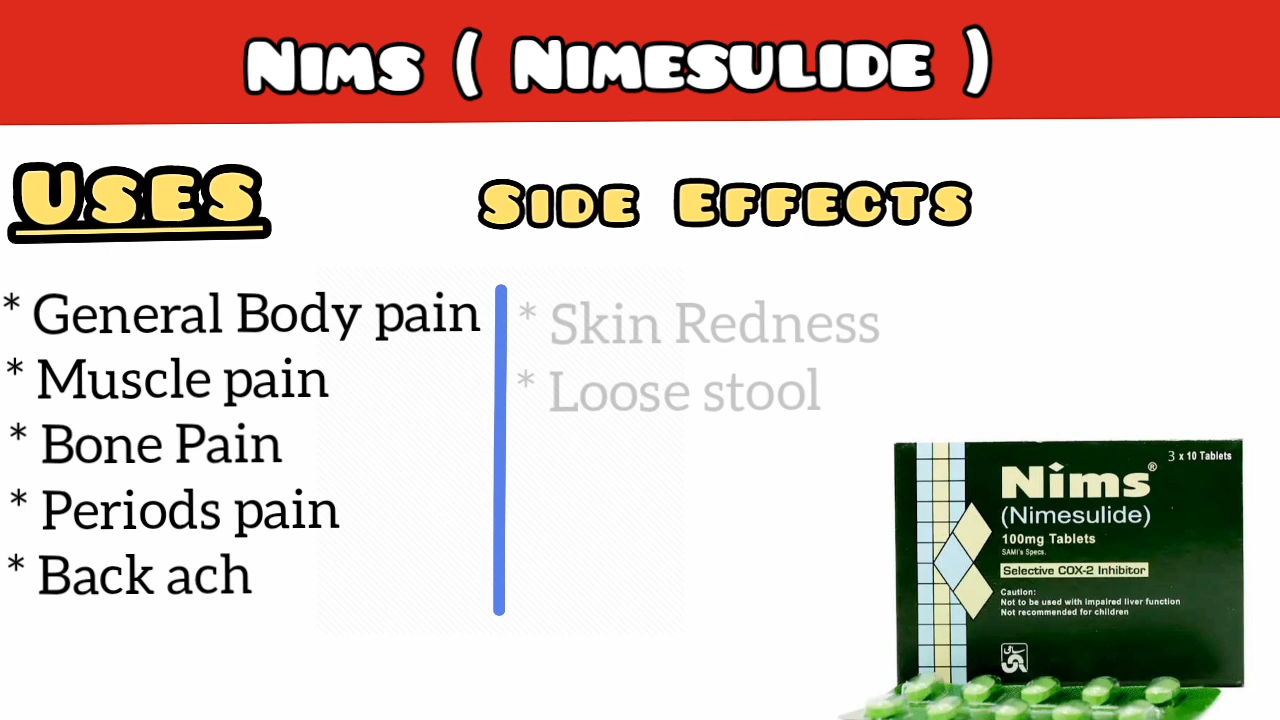 Nims ( Nimesulide )
Uses
Side Effects
* General Body pain
* Muscle pain
* Bone Pain
* Periods pain
* Back ach
* Skin Redness
* Loose stool
3 x 10 Tablets
Nims®
(Nimesulide)
100mg Tablets
SAMI's Specs.
Selective COX-2 Inhibitor
Caution:
Not to be used with impaired liver function
Not recommended for children